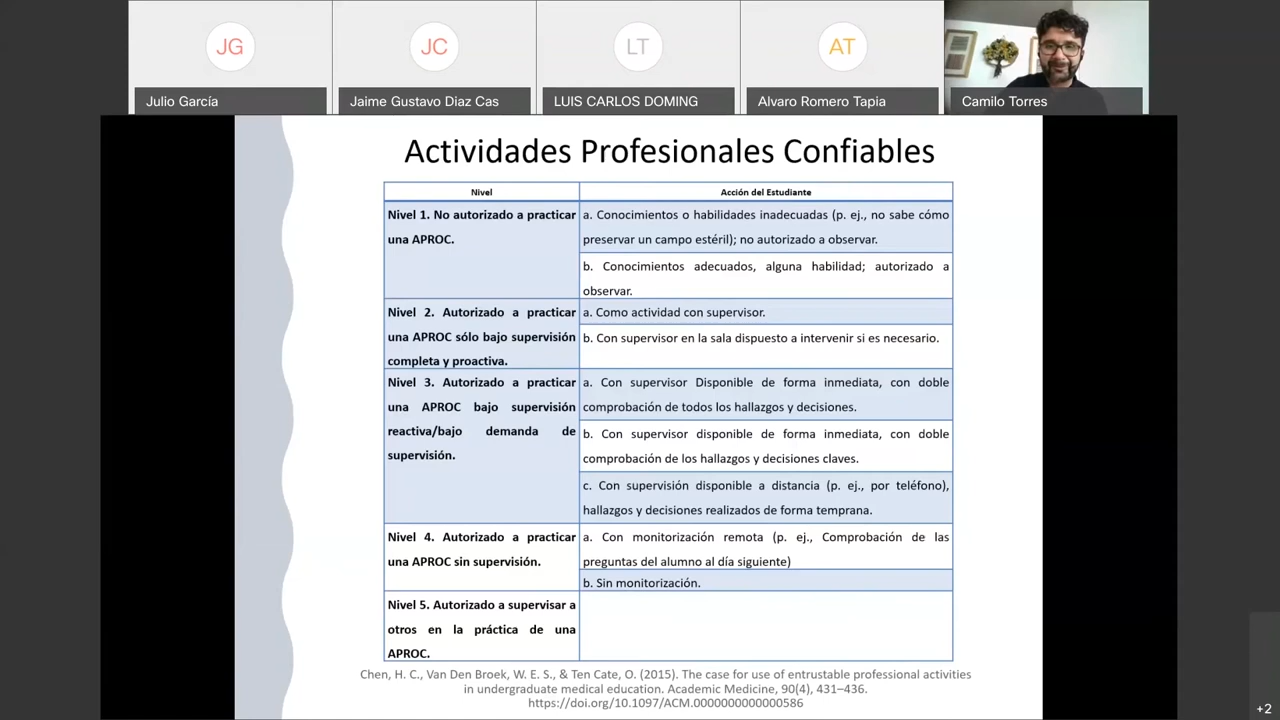 JG
JC
LT
AT
Julio García
Jaime Gustavo Diaz Cas
LUIS CARLOS DOMING
Alvaro Romero Tapia
Camilo Torres
Actividades Profesionales Confiables
Nivel
Acción del Estudiante
Nivel 1. No autorizado a practicar
una APROC.
a. Conocimientos o habilidades inadecuadas (p. ej., no sabe cómo
preservar un campo estéril); no autorizado a observar.
b. Conocimientos adecuados, alguna habilidad; autorizado a
observar.
Nivel 2. Autorizado a practicar
una APROC sólo bajo supervisión
completa y proactiva.
a. Como actividad con supervisor.
b. Con supervisor en la sala dispuesto a intervenir si es necesario.
Nivel 3. Autorizado a practicar
una APROC bajo supervisión
reactiva/bajo demanda de
supervisión.
a. Con supervisor Disponible de forma inmediata, con doble
comprobación de todos los hallazgos y decisiones.
b. Con supervisor disponible de forma inmediata, con doble
comprobación de los hallazgos y decisiones claves.
c. Con supervisión disponible a distancia (p. ej., por teléfono),
hallazgos y decisiones realizados de forma temprana.
Nivel 4. Autorizado a practicar
una APROC sin supervisión.
a. Con monitorización remota (p. ej., Comprobación de las
preguntas del alumno al día siguiente)
b. Sin monitorización.
Nivel 5. Autorizado a supervisar a
otros en la práctica de una
APROC.
Chen, H. C., Van Den Broek, W. E. S., & Ten Cate, O. (2015). The case for use of entrustable professional activities
in undergraduate medical education. Academic Medicine, 90(4), 431–436.
https://doi.org/10.1097/ACM.0000000000000586
+2